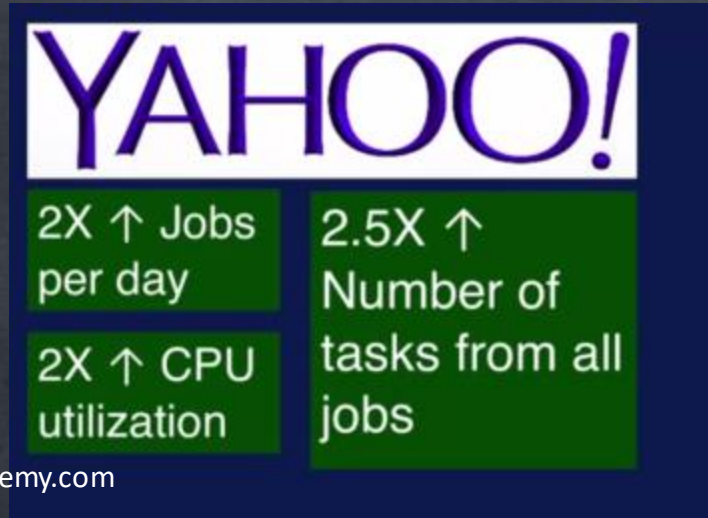 YAHOO!
2X ↑ Jobs
per day
2X ↑ CPU
utilization
2.5X ↑
Number of
tasks from all
jobs
emy.com